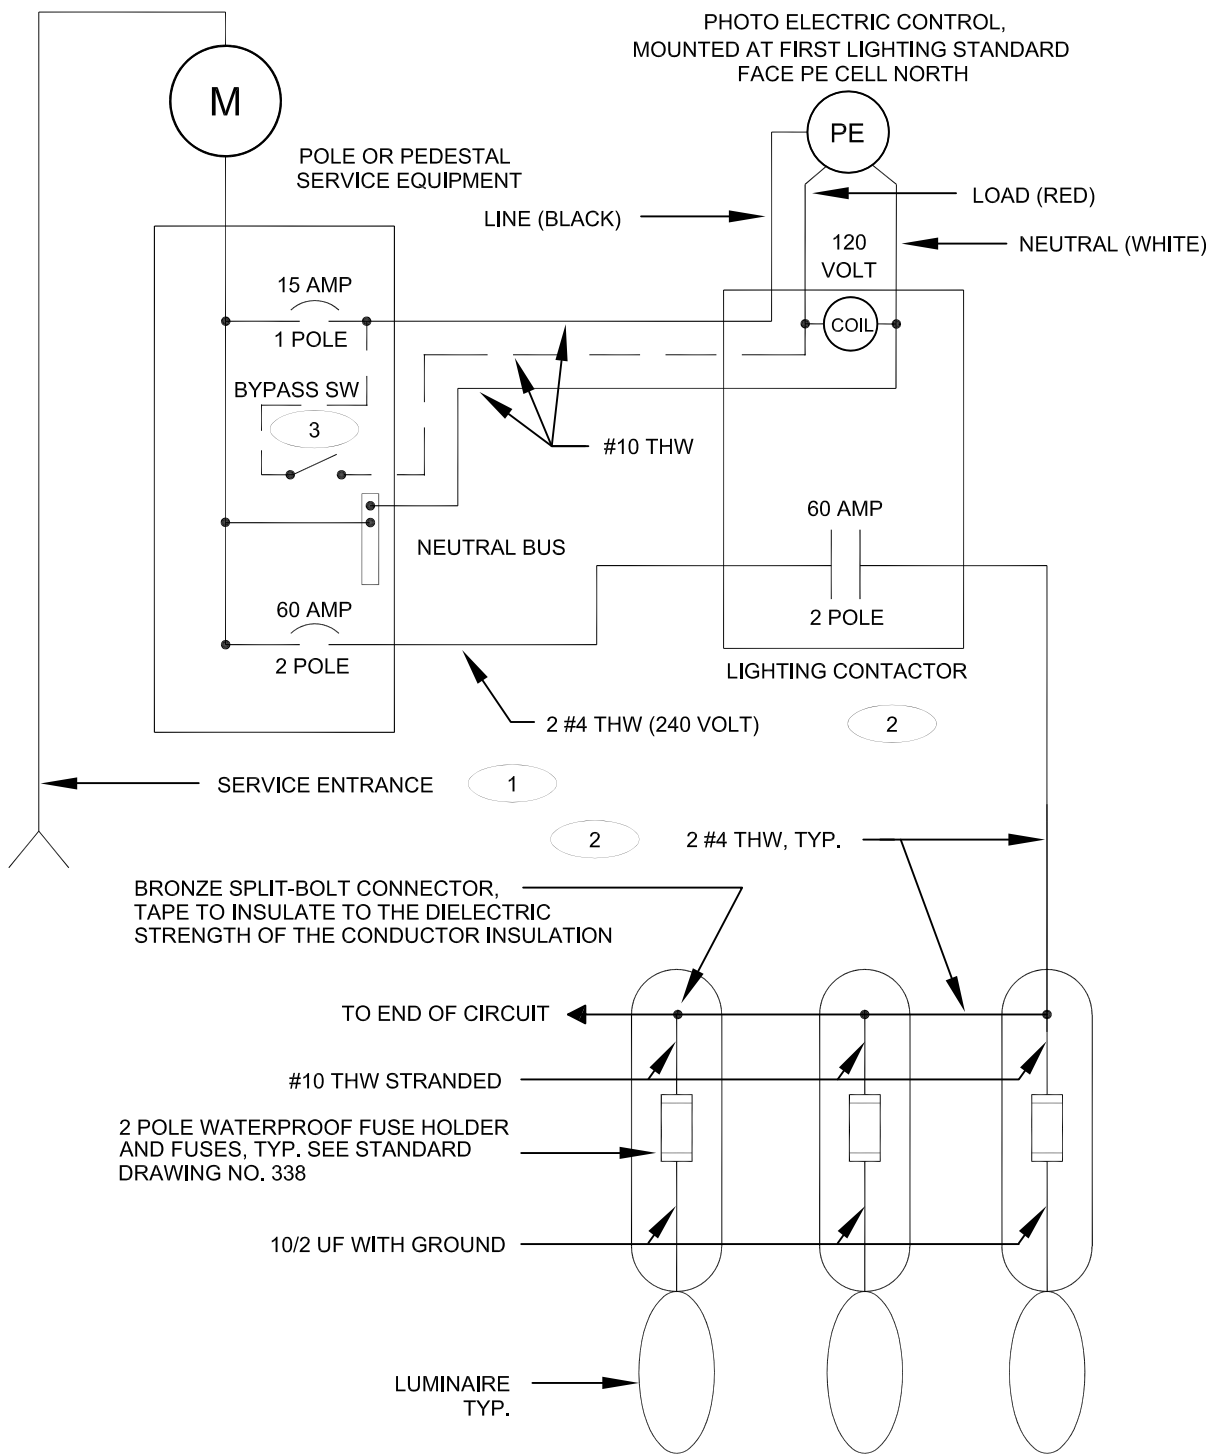 PHOTO ELECTRIC CONTROL,
MOUNTED AT FIRST LIGHTING STANDARD
FACE PE CELL NORTH
M
PE
POLE OR PEDESTAL
SERVICE EQUIPMENT
LOAD (RED)
LINE (BLACK)
NEUTRAL (WHITE)
120
VOLT
15 AMP
1 POLE
COIL
BYPASS SW
3
#10 THW
60 AMP
2 POLE
NEUTRAL BUS
60 AMP
2 POLE
LIGHTING CONTACTOR
2
2 #4 THW (240 VOLT)
SERVICE ENTRANCE
1
2
2 #4 THW, TYP.
BRONZE SPLIT-BOLT CONNECTOR,
TAPE TO INSULATE TO THE DIELECTRIC
STRENGTH OF THE CONDUCTOR INSULATION
TO END OF CIRCUIT
#10 THW STRANDED
2 POLE WATERPROOF FUSE HOLDER
AND FUSES, TYP. SEE STANDARD
DRAWING NO. 338
10/2 UF WITH GROUND
LUMINAIRE
TYP.